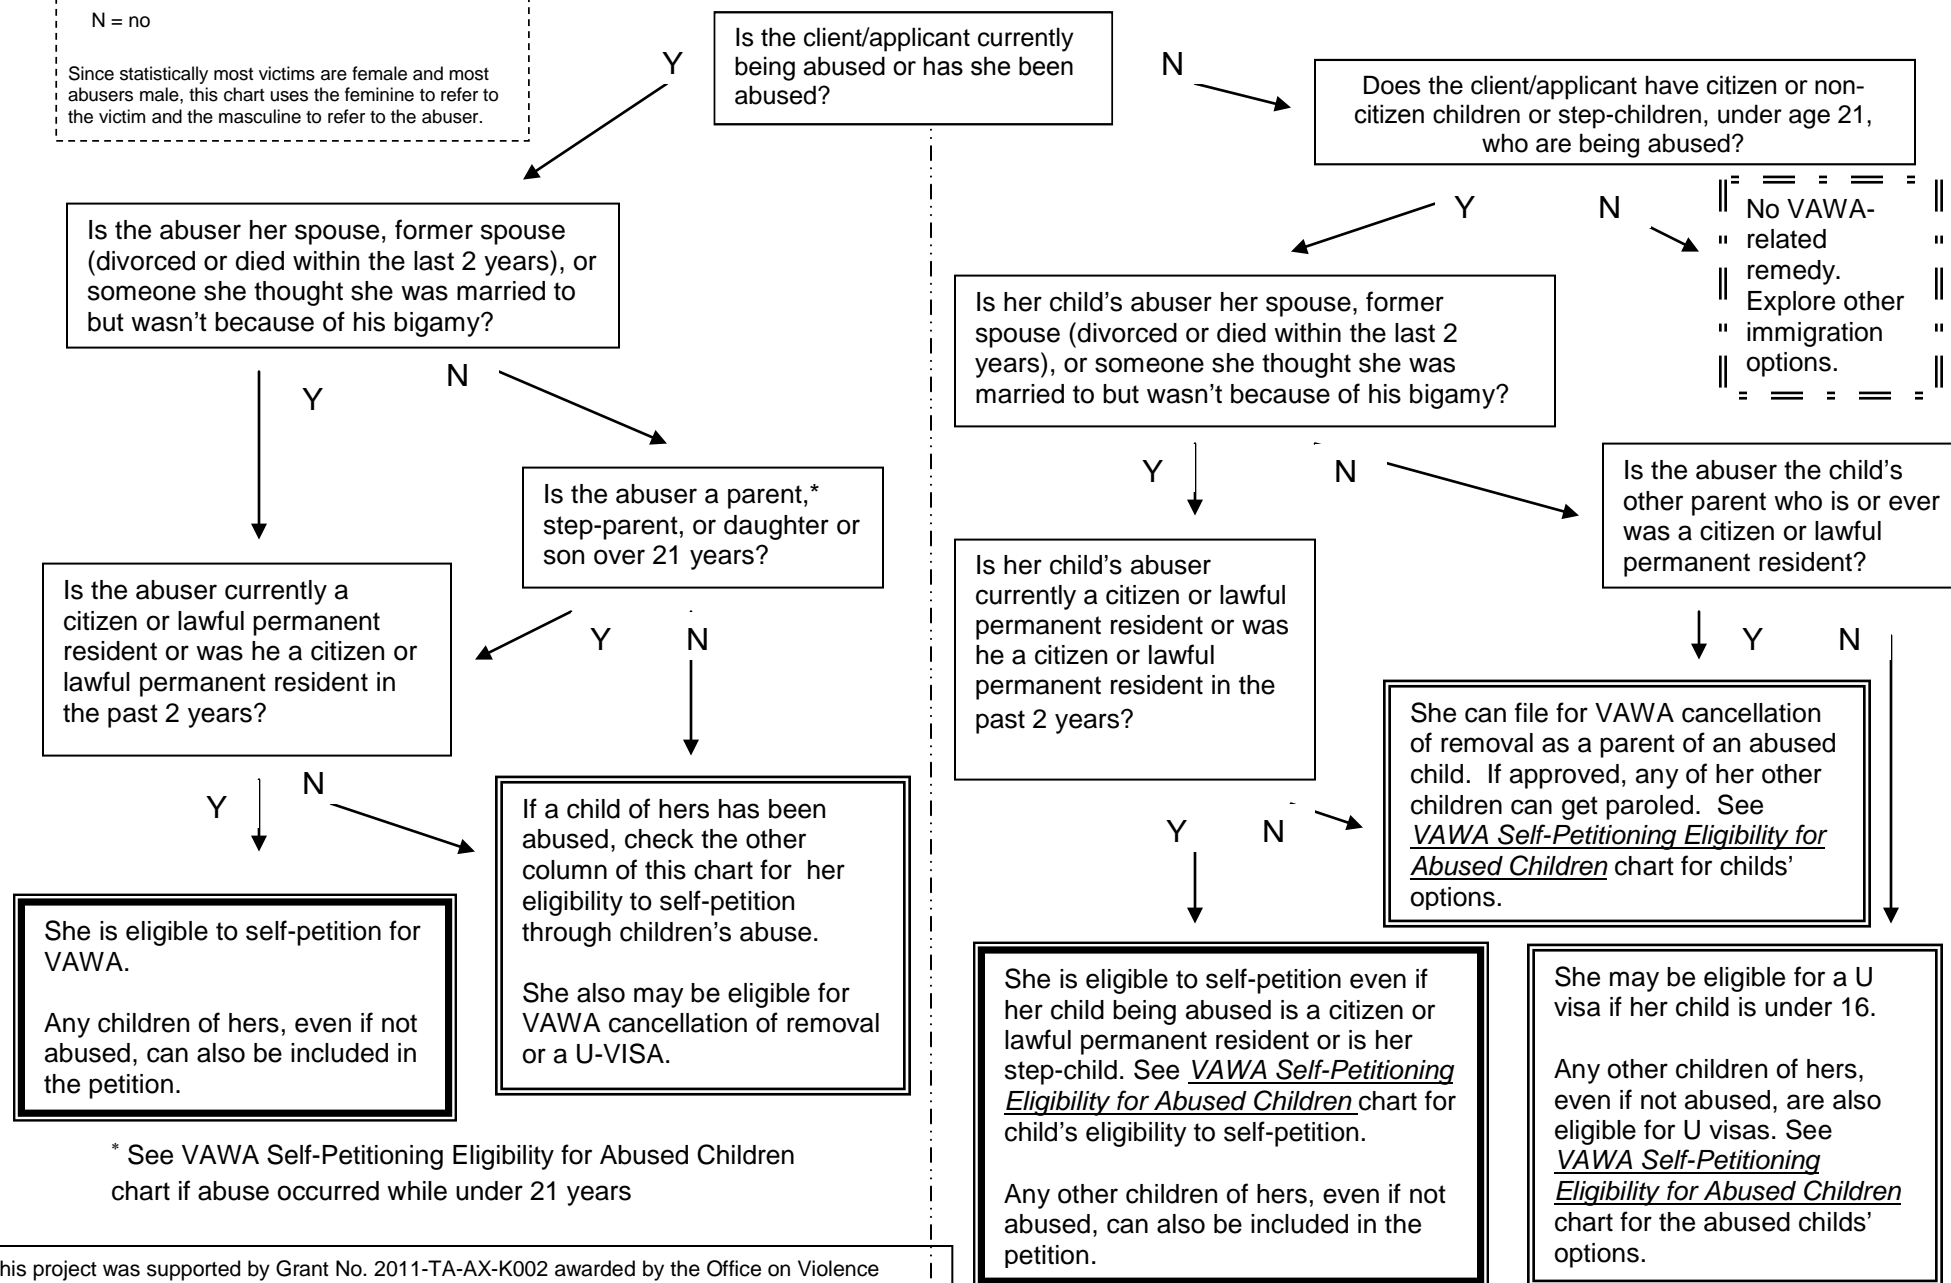 N = no
Since statistically most victims are female and most
abusers male, this chart uses the feminine to refer to
the victim and the masculine to refer to the abuser.
Is the client/applicant currently
being abused or has she been
abused?
Y
N
Does the client/applicant have citizen or non-
citizen children or step-children, under age 21,
who are being abused?
Is the abuser her spouse, former spouse
(divorced or died within the last 2 years), or
someone she thought she was married to
but wasn't because of his bigamy?
Y
N
No VAWA-
related
remedy.
Explore other
immigration
options.
Is her child's abuser her spouse, former
spouse (divorced or died within the last 2
years), or someone she thought she was
married to but wasn't because of his bigamy?
Y
N
Is the abuser a parent,*
step-parent, or daughter or
son over 21 years?
Y
N
Is the abuser the child's
other parent who is or ever
was a citizen or lawful
permanent resident?
Is the abuser currently a
citizen or lawful permanent
resident or was he a citizen or
lawful permanent resident in
the past 2 years?
Y
N
Is her child's abuser
currently a citizen or lawful
permanent resident or was
he a citizen or lawful
permanent resident in the
past 2 years?
Y
N
She can file for VAWA cancellation
of removal as a parent of an abused
child.  If approved, any of her other
children can get paroled.  See
VAWA Self-Petitioning Eligibility for
Abused Children chart for childs'
options.
Y
N
If a child of hers has been
abused, check the other
column of this chart for  her
eligibility to self-petition
through children's abuse.
She also may be eligible for
VAWA cancellation of removal
or a U-VISA.
Y
N
She is eligible to self-petition for
VAWA.
Any children of hers, even if not
abused, can also be included in
the petition.
She is eligible to self-petition even if
her child being abused is a citizen or
lawful permanent resident or is her
step-child. See VAWA Self-Petitioning
Eligibility for Abused Children chart for
child's eligibility to self-petition.
Any other children of hers, even if not
abused, can also be included in the
petition.
She may be eligible for a U
visa if her child is under 16.
Any other children of hers,
even if not abused, are also
eligible for U visas. See
VAWA Self-Petitioning
Eligibility for Abused Children
chart for the abused childs'
options.
* See VAWA Self-Petitioning Eligibility for Abused Children
chart if abuse occurred while under 21 years
his project was supported by Grant No. 2011-TA-AX-K002 awarded by the Office on Violence